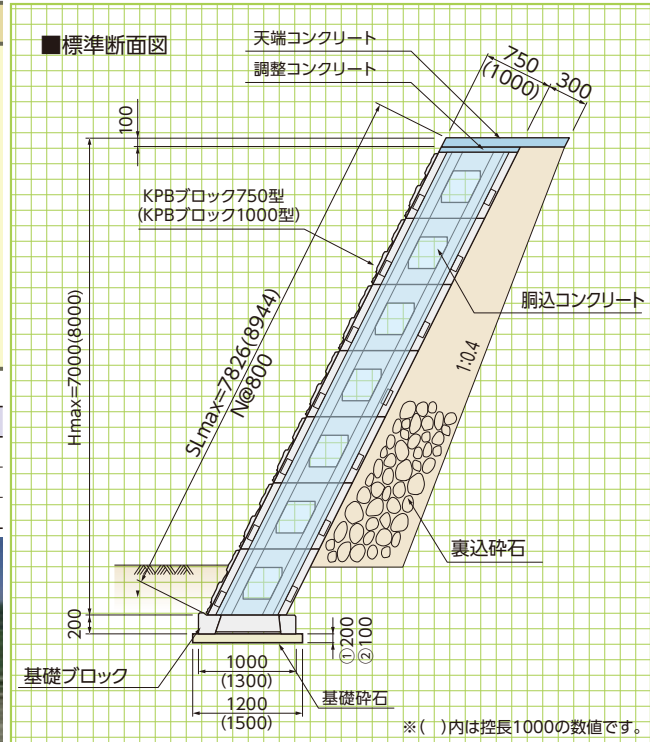 ■標準断面図
天端コンクリート
調整コンクリート
750
(1000)
300
100
KPBブロック750型
(KPBブロック1000型)
胴込コンクリート
Hmax=7000(8000)
SLmax=7826(8944)
N@800
1:0.4
裏込砕石
200
①200
②100
基礎ブロック
1000
(1300)
基礎砕石
1200
(1500)
※(　)内は控長1000の数値です。